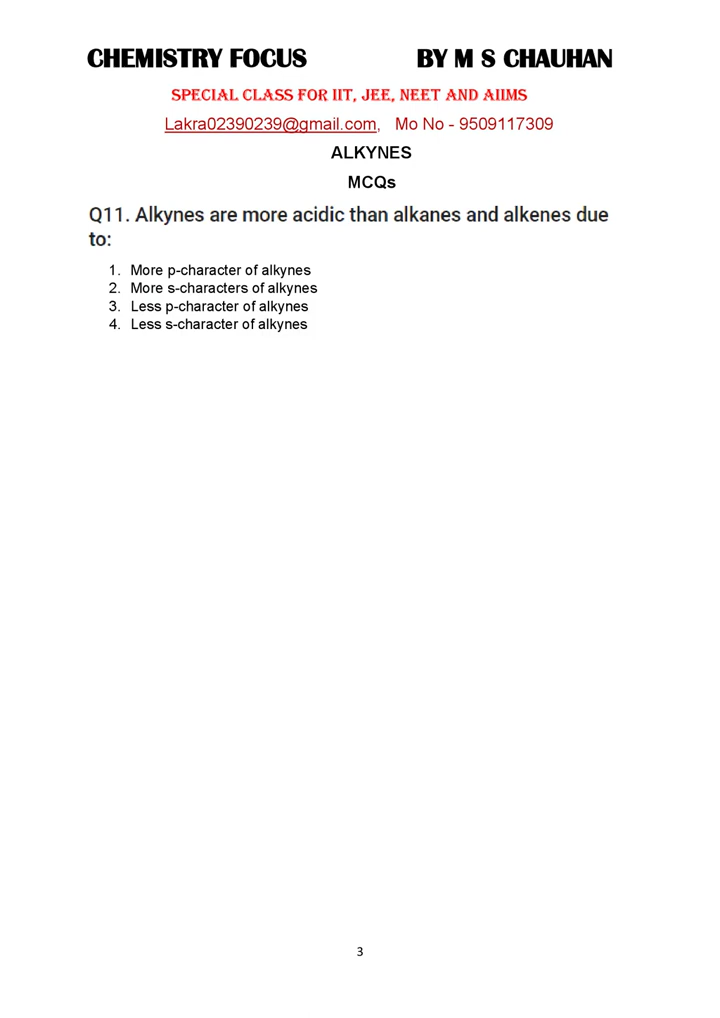 CHEMISTRY FOCUS BY M S CHAUHAN
SPECIAL CLASS FOR IIT, JEE, NEET AND AIIMS
Lakra02390239@gmail.com, Mo No - 9509117309
ALKYNES
MCQs
Q11. Alkynes are more acidic than alkanes and alkenes due
to:
1. More p-character of alkynes
2. More s-characters of alkynes
3. Less p-character of alkynes
4. Less s-character of alkynes
3